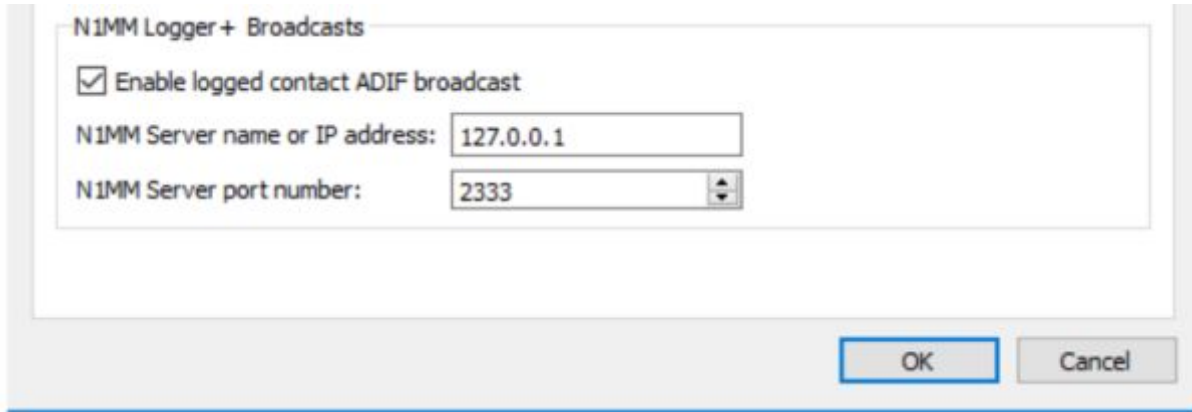 N1MM Logger+ Broadcasts
Enable logged contact ADIF broadcast
N1MM Server name or IP address: 127.0.0.1
N1MM Server port number: 2333
OK Cancel